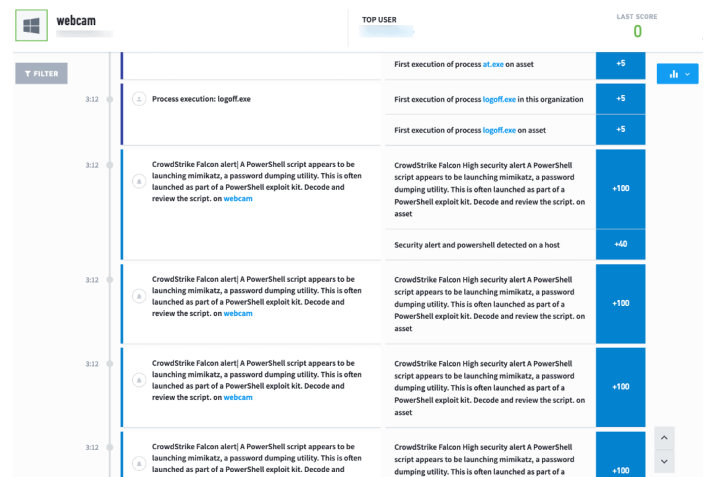 webcam
TOP USER
LAST SCORE
0
FILTER
First execution of process at.exe on asset
+5
3:12
Process execution: logoff.exe
First execution of process logoff.exe in this organization
+5
First execution of process logoff.exe on asset
+5
3:12
CrowdStrike Falcon alert| A PowerShell script appears to be
launching mimikatz, a password dumping utility. This is often
launched as part of a PowerShell exploit kit. Decode and
review the script. on webcam
CrowdStrike Falcon High security alert A PowerShell
script appears to be launching mimikatz, a password
dumping utility. This is often launched as part of a
PowerShell exploit kit. Decode and review the script. on
asset
+100
Security alert and powershell detected on a host
+40
3:12
CrowdStrike Falcon alert| A PowerShell script appears to be
launching mimikatz, a password dumping utility. This is often
launched as part of a PowerShell exploit kit. Decode and
review the script. on webcam
CrowdStrike Falcon High security alert A PowerShell
script appears to be launching mimikatz, a password
dumping utility. This is often launched as part of a
PowerShell exploit kit. Decode and review the script. on
asset
+100
3:12
CrowdStrike Falcon alert| A PowerShell script appears to be
launching mimikatz, a password dumping utility. This is often
launched as part of a PowerShell exploit kit. Decode and
review the script. on webcam
CrowdStrike Falcon High security alert A PowerShell
script appears to be launching mimikatz, a password
dumping utility. This is often launched as part of a
PowerShell exploit kit. Decode and review the script. on
asset
+100
3:12
CrowdStrike Falcon alert| A PowerShell script appears to be
launching mimikatz, a password dumping utility. This is often
launched as part of a PowerShell exploit kit. Decode and
CrowdStrike Falcon High security alert A PowerShell
script appears to be launching mimikatz, a password
dumping utility. This is often launched as part of a
+100